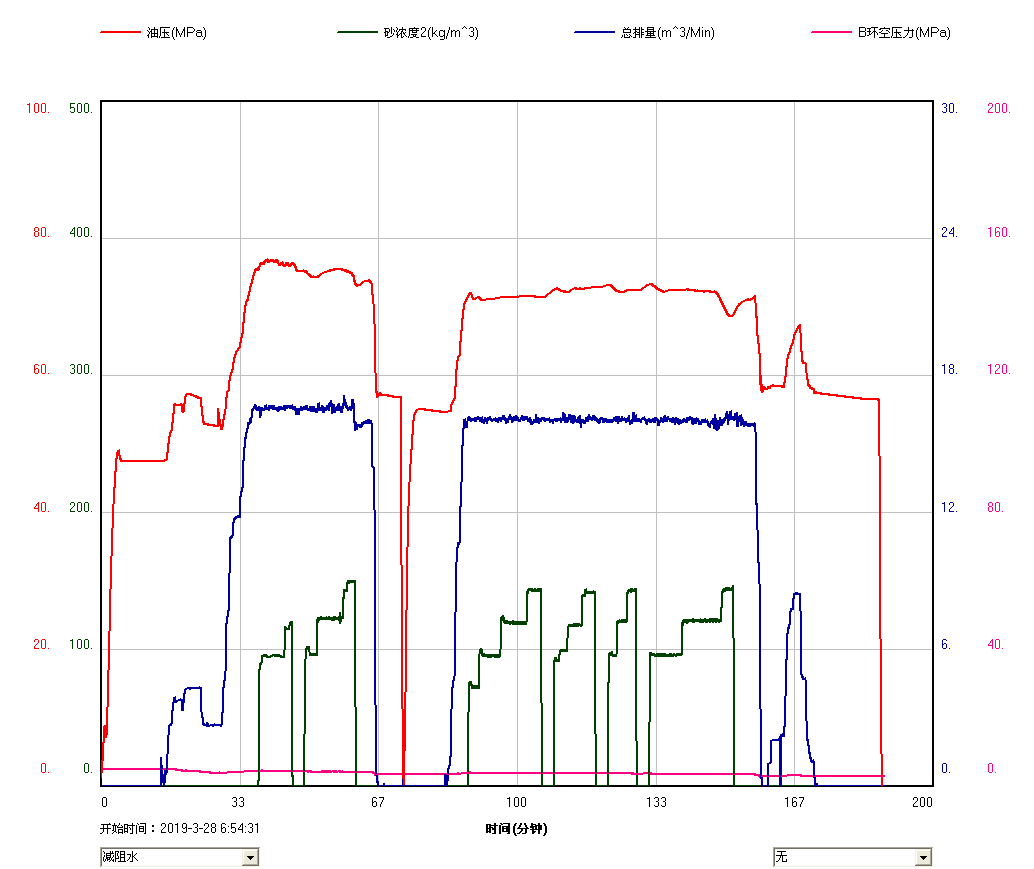 油压(MPa) 砂浓度2(kg/m^3) 总排量(m^3/Min) B环空压力(MPa)
100. 500. 30. 200.
80. 400. 24. 160.
60. 300. 18. 120.
40. 200. 12. 80.
20. 100. 6. 40.
0. 0. 0. 0.
0 33 67 100 133 167 200
开始时间：2019-3-28 6:54:31 时间(分钟)
减阻水 无